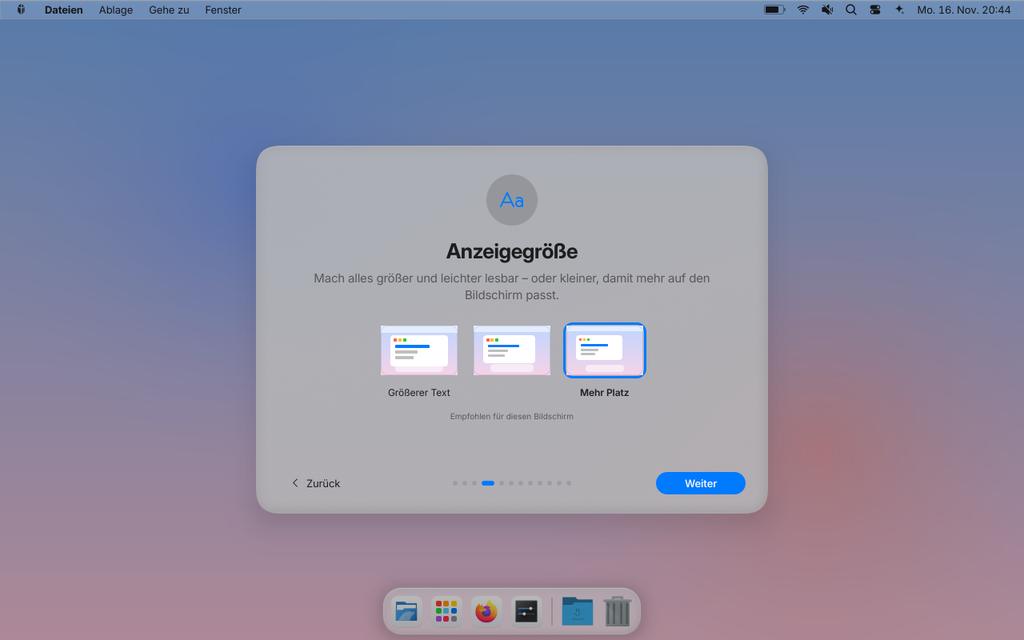 Dateien Ablage Gehe zu Fenster Mo. 16. Nov. 20:44
Aa
Anzeigegröße
Mach alles größer und leichter lesbar – oder kleiner, damit mehr auf den
Bildschirm passt.
Größerer Text Mehr Platz
Empfohlen für diesen Bildschirm
Zurück Weiter